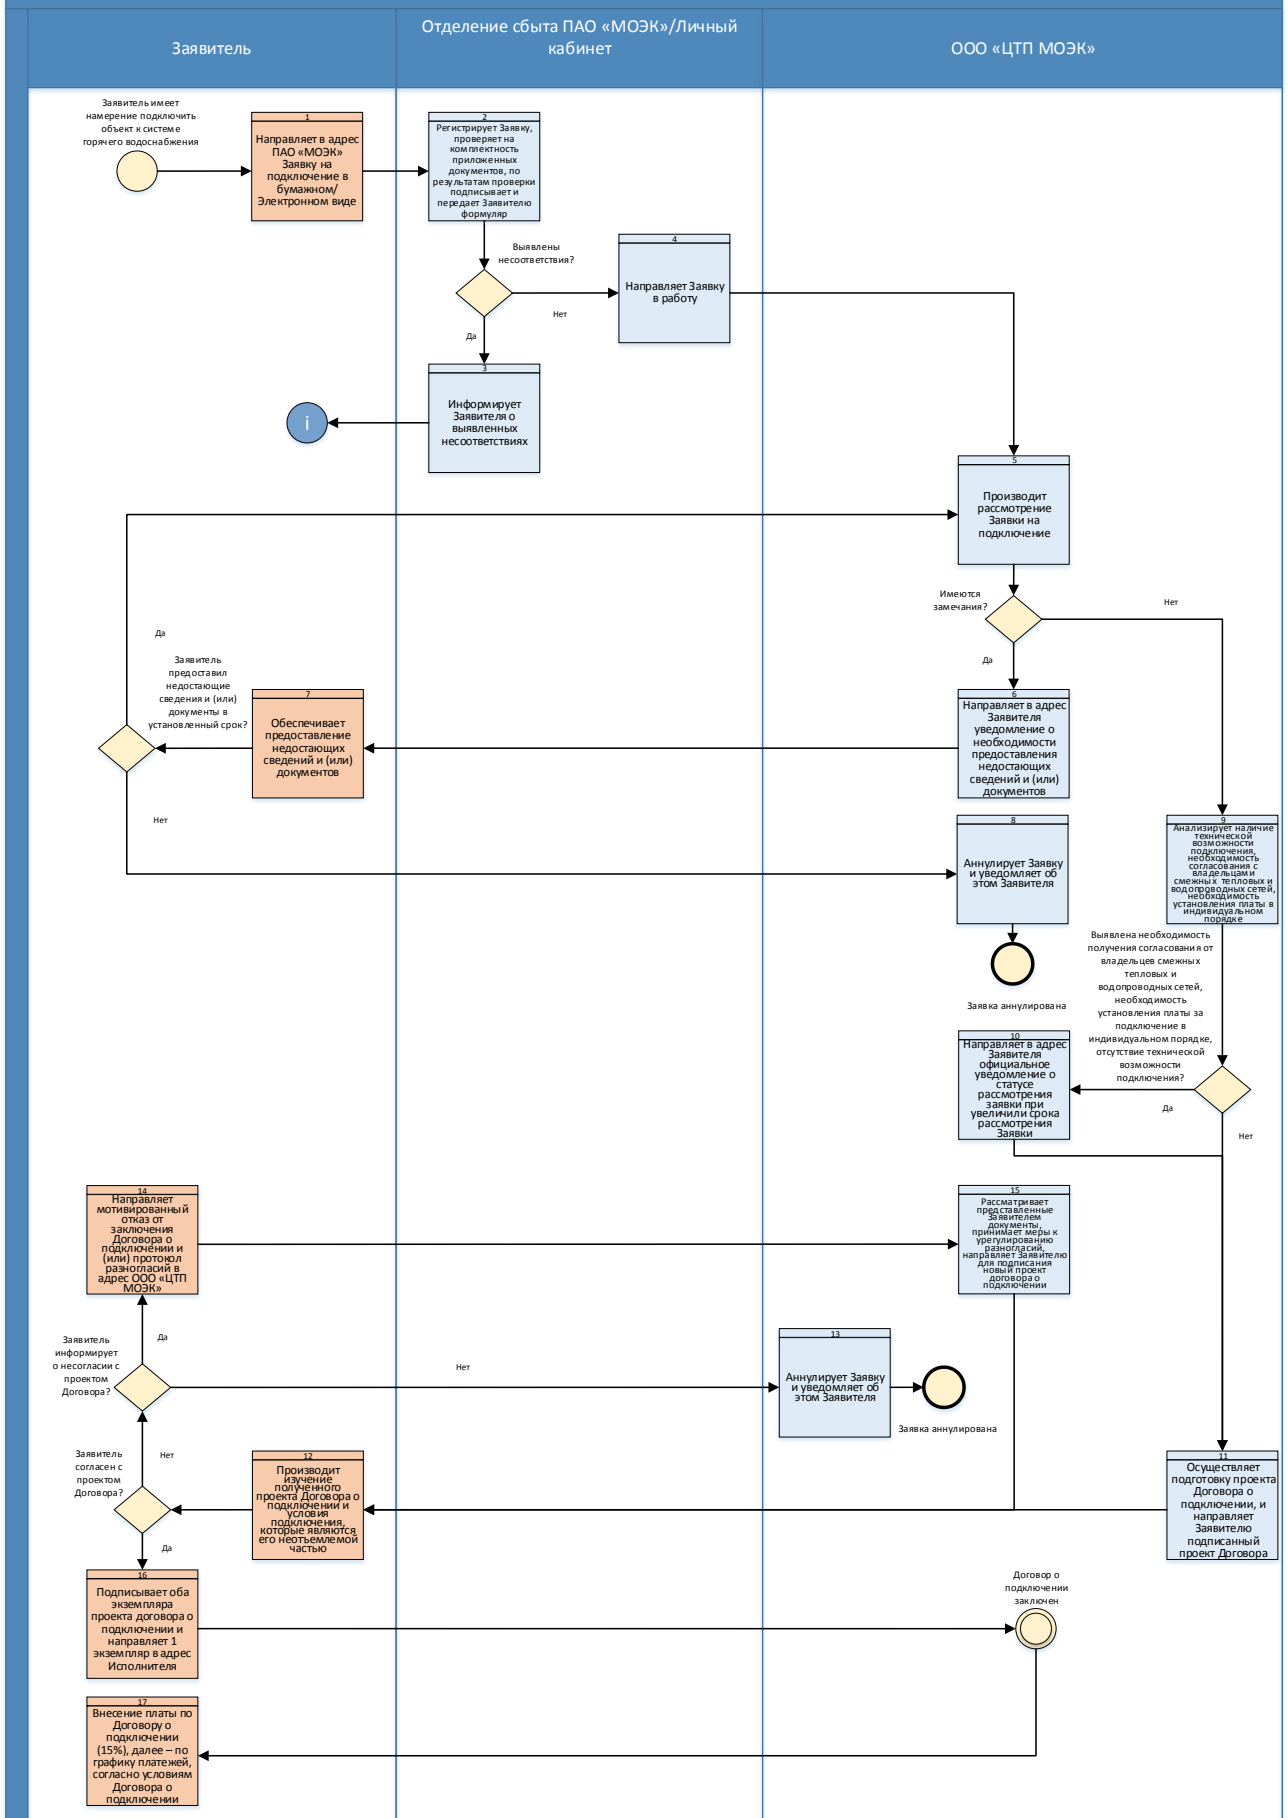 Заявитель
Отделение сбыта ПАО «МОЭК»/Личный
кабинет
ООО «ЦТП МОЭК»
Заявитель имеет
намерение подключить
объект к системе
горячего водоснабжения
1
Направляет в адрес
ПАО «МОЭК»
Заявку на
подключение в
бумажном/
Электронном виде
2
Регистрирует Заявку,
проверяет на
комплектность
приложенных
документов, по
результатам проверки
подписывает и
передает Заявителю
формуляр
Выявлены
несоответствия?
Нет
Да
4
Направляет Заявку
в работу
3
Информирует
Заявителя о
выявленных
несоответствиях
i
5
Производит
рассмотрение
Заявки на
подключение
Имеются
замечания?
Нет
Да
6
Направляет в адрес
Заявителя
уведомление о
необходимости
предоставления
недостающих
сведений и (или)
документов
7
Обеспечивает
предоставление
недостающих
сведений и (или)
документов
Да
Заявитель
предоставил
недостающие
сведения и (или)
документы в
установленный срок?
Нет
8
Аннулирует Заявку
и уведомляет об
этом Заявителя
Заявка аннулирована
9
Анализирует наличие
технической
возможности
подключения,
необходимость
согласования с
владельцами
смежных тепловых и
водопроводных сетей,
необходимость
установления платы в
индивидуальном
порядке
Выявлена необходимость
получения согласования от
владельцев смежных
тепловых и
водопроводных сетей,
необходимость
установления платы за
подключение в
индивидуальном порядке,
отсутствие технической
возможности
подключения?
Да
Нет
10
Направляет в адрес
Заявителя
официальное
уведомление о
статусе
рассмотрения
заявки при
увеличили срока
рассмотрения
Заявки
14
Направляет
мотивированный
отказ от
заключения
Договора о
подключении и
(или) протокол
разногласий в
адрес ООО «ЦТП
МОЭК»
15
Рассматривает
представленные
Заявителем
документы,
принимает меры к
урегулированию
разногласий,
направляет Заявителю
для подписания
новый проект
договора о
подключении
Заявитель
информирует
о несогласии с
проектом
Договора?
Да
Нет
13
Аннулирует Заявку
и уведомляет об
этом Заявителя
Заявка аннулирована
Заявитель
согласен с
проектом
Договора?
Нет
Да
12
Производит
изучение
полученного
проекта Договора о
подключении и
условия
подключения,
которые являются
его неотъемлемой
частью
11
Осуществляет
подготовку проекта
Договора о
подключении, и
направляет
Заявителю
подписанный
проект Договора
16
Подписывает оба
экземпляра
проекта договора о
подключении и
направляет 1
экземпляр в адрес
Исполнителя
Договор о
подключении
заключен
17
Внесение платы по
Договору о
подключении
(15%), далее – по
графику платежей,
согласно условиям
Договора о
подключении